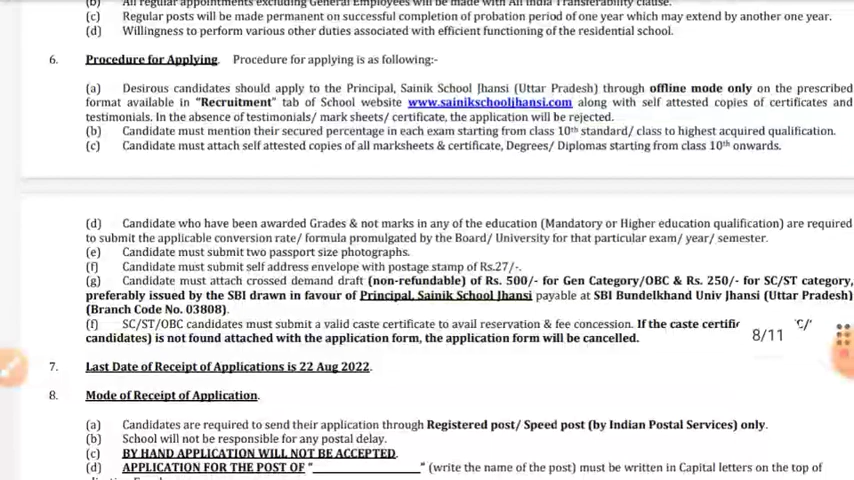 (b) All regular appointments excluding General Employees will be made with All India Transferability clause.
(c) Regular posts will be made permanent on successful completion of probation period of one year which may extend by another one year.
(d) Willingness to perform various other duties associated with efficient functioning of the residential school.
6. Procedure for Applying. Procedure for applying is as following:-
(a) Desirous candidates should apply to the Principal, Sainik School Jhansi (Uttar Pradesh) through offline mode only on the prescribed
format available in "Recruitment" tab of School website www.sainikschooljhansi.com along with self attested copies of certificates and
testimonials. In the absence of testimonials/ mark sheets/ certificate, the application will be rejected.
(b) Candidate must mention their secured percentage in each exam starting from class 10th standard/ class to highest acquired qualification.
(c) Candidate must attach self attested copies of all marksheets & certificate, Degrees/ Diplomas starting from class 10th onwards.
(d) Candidate who have been awarded Grades & not marks in any of the education (Mandatory or Higher education qualification) are required
to submit the applicable conversion rate/ formula promulgated by the Board/ University for that particular exam/ year/ semester.
(e) Candidate must submit two passport size photographs.
(f) Candidate must submit self address envelope with postage stamp of Rs.27/-.
(g) Candidate must attach crossed demand draft (non-refundable) of Rs. 500/- for Gen Category/OBC & Rs. 250/- for SC/ST category,
preferably issued by the SBI drawn in favour of Principal, Sainik School Jhansi payable at SBI Bundelkhand Univ Jhansi (Uttar Pradesh)
(Branch Code No. 03808).
(f) SC/ST/OBC candidates must submit a valid caste certificate to avail reservation & fee concession. If the caste certific C/
candidates) is not found attached with the application form, the application form will be cancelled.
8/11
7. Last Date of Receipt of Applications is 22 Aug 2022.
8. Mode of Receipt of Application.
(a) Candidates are required to send their application through Registered post/ Speed post (by Indian Postal Services) only.
(b) School will not be responsible for any postal delay.
(c) BY HAND APPLICATION WILL NOT BE ACCEPTED.
(d) APPLICATION FOR THE POST OF "_______________" (write the name of the post) must be written in Capital letters on the top of